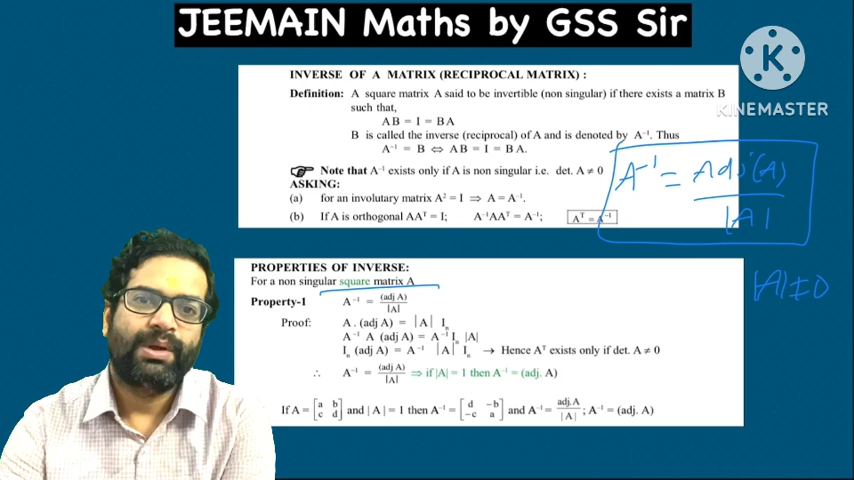 JEEMAIN Maths by GSS Sir
K
KINEMASTER
INVERSE OF A MATRIX (RECIPROCAL MATRIX) :
Definition: A square matrix A said to be invertible (non singular) if there exists a matrix B
such that,
A B = I = B A
B is called the inverse (reciprocal) of A and is denoted by A⁻¹. Thus
A⁻¹ = B ⇔ A B = I = B A.
Note that A⁻¹ exists only if A is non singular i.e. det. A ≠ 0
ASKING:
(a) for an involutary matrix A² = I ⇒ A = A⁻¹.
(b) If A is orthogonal AAᵀ = I; A⁻¹AAᵀ = A⁻¹; Aᵀ = A⁻¹
A⁻¹ = Adj(A) / |A|
|A| ≠ 0
PROPERTIES OF INVERSE:
For a non singular square matrix A
Property-1 A⁻¹ = (adj A) / |A|
Proof: A . (adj A) = |A| Iₙ
A⁻¹ A (adj A) = A⁻¹ Iₙ |A|
Iₙ (adj A) = A⁻¹ |A| Iₙ → Hence Aᵀ exists only if det. A ≠ 0
∴ A⁻¹ = (adj A) / |A| ⇒ if |A| = 1 then A⁻¹ = (adj. A)
If A = [a b; c d] and | A | = 1 then A⁻¹ = [d −b; −c a] and A⁻¹ = adj.A / | A | ; A⁻¹ = (adj. A)